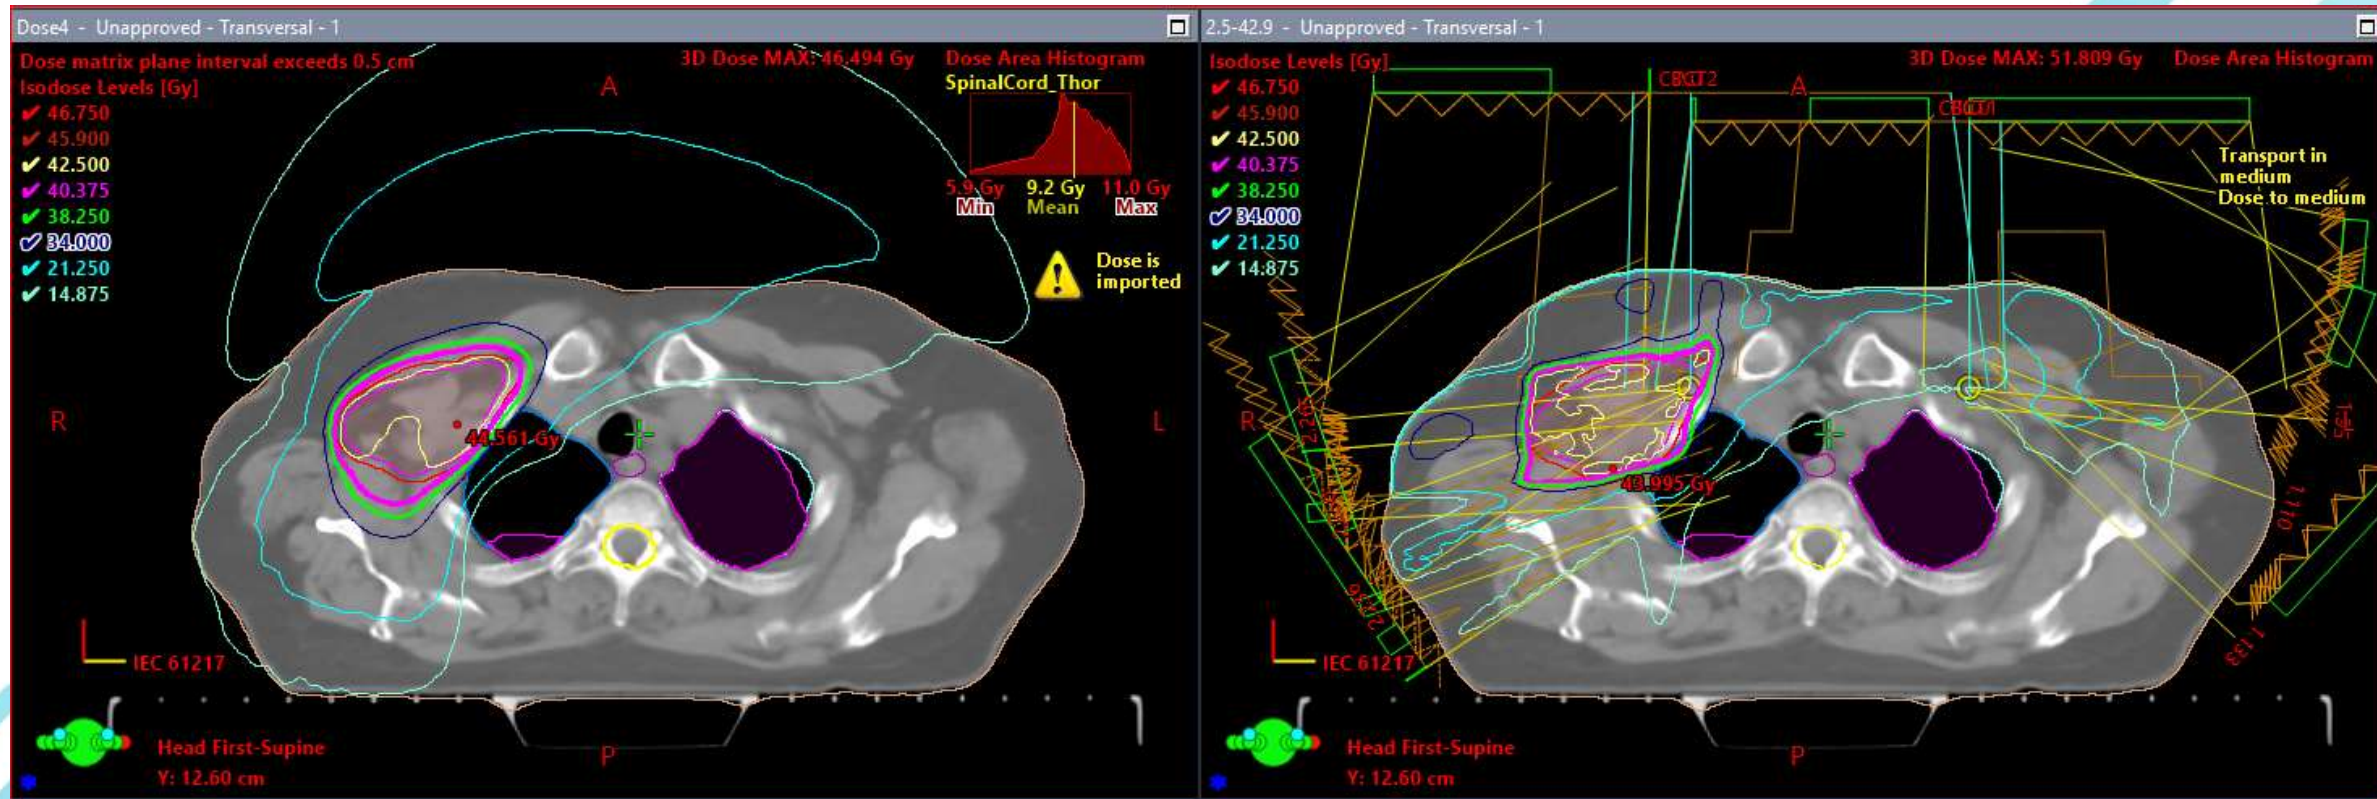 Dose4 - Unapproved - Transversal - 1
Dose matrix plane interval exceeds 0.5 cm
Isodose Levels [Gy]
46.750
45.900
42.500
40.375
38.250
34.000
21.250
14.875
3D Dose MAX: 46.494 Gy
A
Dose Area Histogram
SpinalCord_Thor
5.9 Gy 9.2 Gy 11.0 Gy
Min Mean Max
Dose is
imported
R
L
44.561 Gy
IEC 61217
Head First-Supine
Y: 12.60 cm
P
2.5-42.9 - Unapproved - Transversal - 1
Isodose Levels [Gy]
46.750
45.900
42.500
40.375
38.250
34.000
21.250
14.875
3D Dose MAX: 51.809 Gy
Dose Area Histogram
A
Transport in
medium
Dose to medium
R
43.995 Gy
1.110
1.133
IEC 61217
Head First-Supine
Y: 12.60 cm
P